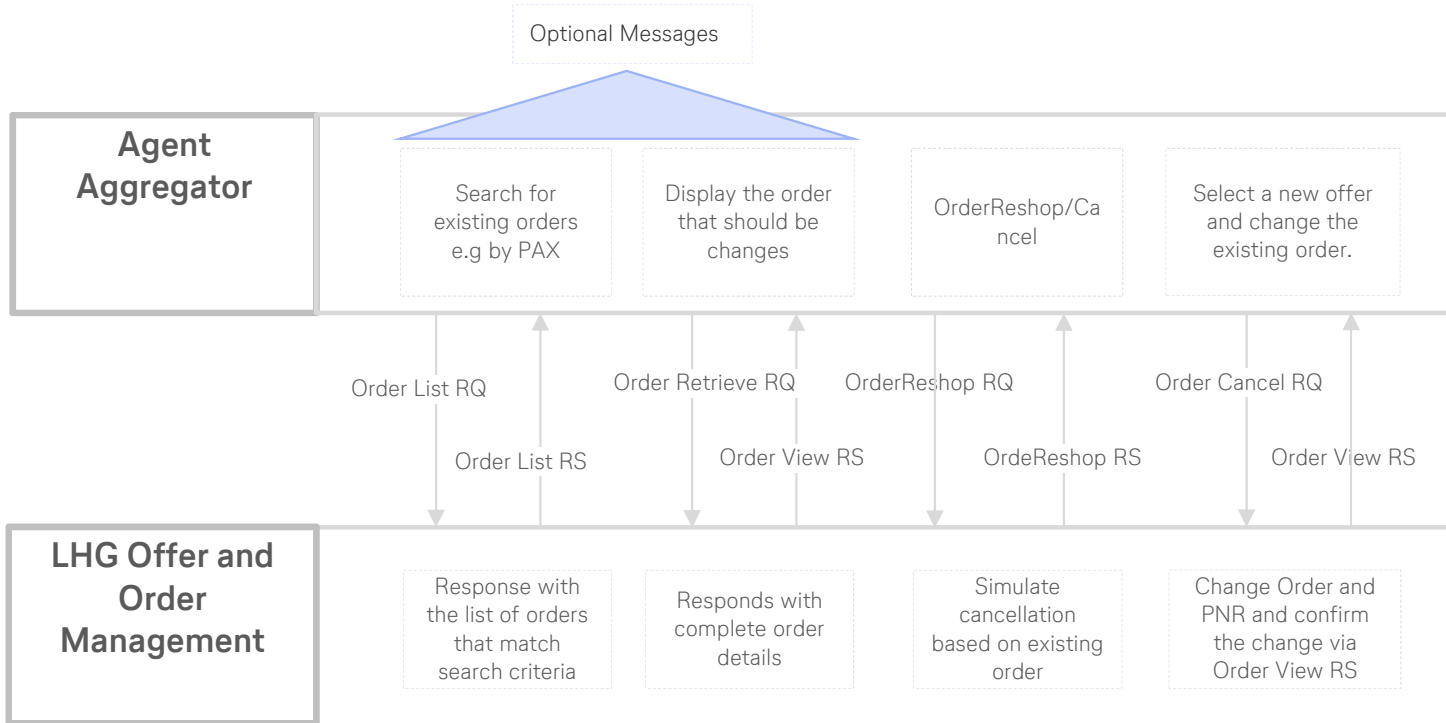 Optional Messages
Agent
Aggregator
Search for
existing orders
e.g by PAX
Display the order
that should be
changes
OrderReshop/Ca
ncel
Select a new offer
and change the
existing order.
Order List RQ
Order Retrieve RQ
OrderReshop RQ
Order Cancel RQ
Order List RS
Order View RS
OrdeReshop RS
Order View RS
LHG Offer and
Order
Management
Response with
the list of orders
that match
search criteria
Responds with
complete order
details
Simulate
cancellation
based on existing
order
Change Order and
PNR and confirm
the change via
Order View RS